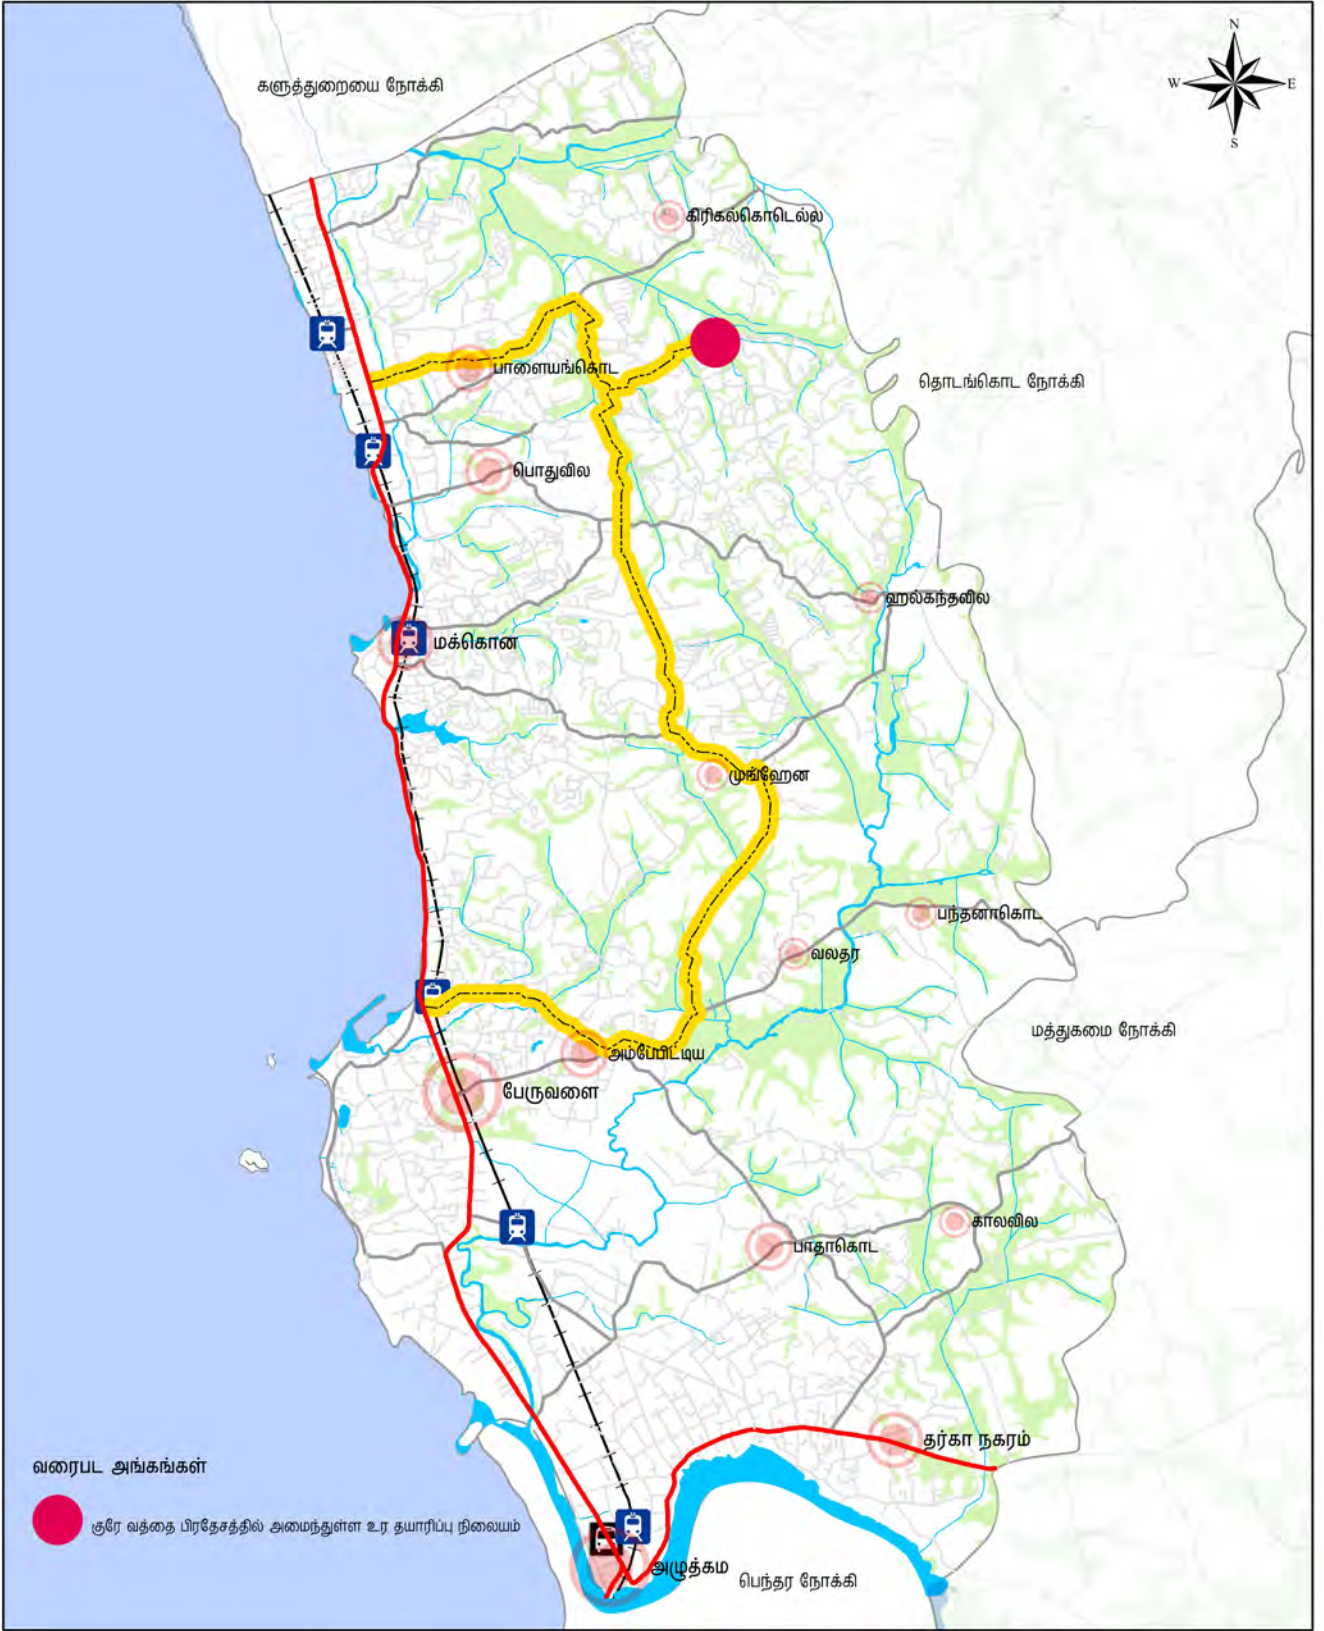 N
களுத்துறையை நோக்கி
W E
S
கிரிகல்கொடெல்ல
பாளையங்கொட
தொடங்கொட நோக்கி
பொதுவில
ஹல்கந்தவில
மக்கொன
முங்ஹேன
பந்தனாகொட
வலதர
மத்துகமை நோக்கி
அம்பேபிட்டிய
பேருவளை
காலவில
பாதாகொட
தர்கா நகரம்
வரைபட அங்கங்கள்
குரே வத்தை பிரதேசத்தில் அமைந்துள்ள உர தயாரிப்பு நிலையம்
அழுத்கம
பெந்தர நோக்கி